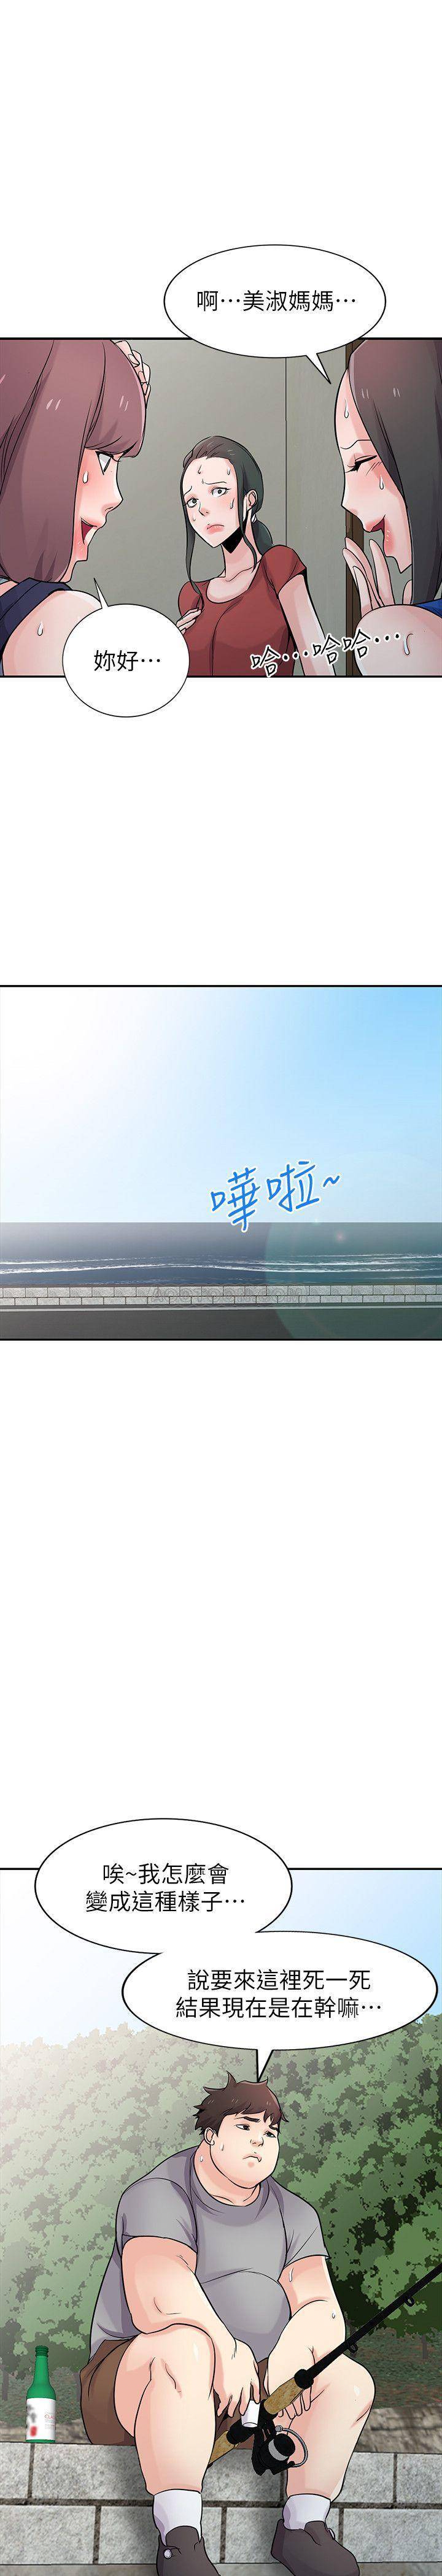 啊⋯美淑媽媽⋯
妳好⋯
哈⋯哈哈⋯
嘩啦~
唉~我怎麼會
變成這種樣子⋯
說要來這裡死一死
結果現在是在幹嘛⋯